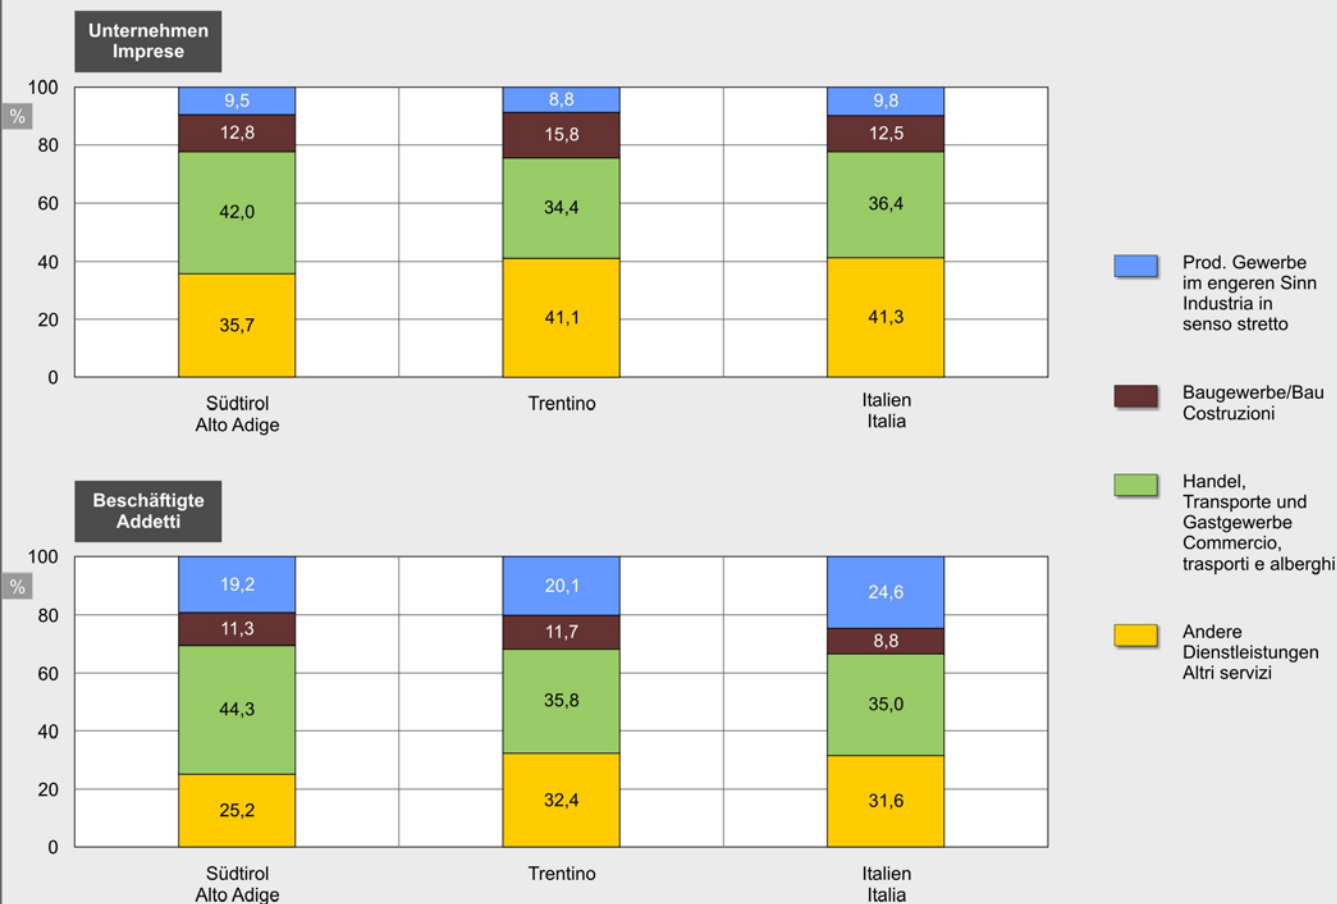 Unternehmen
Imprese
100
%
80
60
40
20
0
9,5
12,8
42,0
35,7
8,8
15,8
34,4
41,1
9,8
12,5
36,4
41,3
Südtirol
Alto Adige
Trentino
Italien
Italia
Beschäftigte
Addetti
100
%
80
60
40
20
0
19,2
11,3
44,3
25,2
20,1
11,7
35,8
32,4
24,6
8,8
35,0
31,6
Südtirol
Alto Adige
Trentino
Italien
Italia
Prod. Gewerbe
im engeren Sinn
Industria in
senso stretto
Baugewerbe/Bau
Costruzioni
Handel,
Transporte und
Gastgewerbe
Commercio,
trasporti e alberghi
Andere
Dienstleistungen
Altri servizi